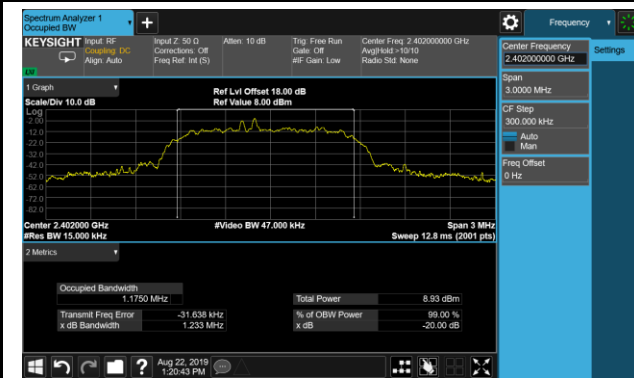 Spectrum Analyzer 1
Occupied BW
Frequency
KEYSIGHT
Input: RF
Coupling: DC
Align: Auto
Input Z: 50 Ω
Corrections: Off
Freq Ref: Int (S)
Atten: 10 dB
Trig: Free Run
Gate: Off
#IF Gain: Low
Center Freq: 2.402000000 GHz
Avg|Hold:>10/10
Radio Std: None
Center Frequency
2.402000000 GHz
Settings
Span
3.0000 MHz
CF Step
300.000 kHz
Auto
Man
Freq Offset
0 Hz
1 Graph
Scale/Div 10.0 dB
Ref Lvl Offset 18.00 dB
Ref Value 8.00 dBm
Log
-2.00
-12.0
-22.0
-32.0
-42.0
-52.0
-62.0
-72.0
-82.0
Center 2.402000 GHz
#Video BW 47.000 kHz
Span 3 MHz
#Res BW 15.000 kHz
Sweep 12.8 ms (2001 pts)
2 Metrics
Occupied Bandwidth
1.1750 MHz
Total Power 8.93 dBm
Transmit Freq Error -31.638 kHz
% of OBW Power 99.00 %
x dB Bandwidth 1.233 MHz
x dB -20.00 dB
Aug 22, 2019
1:20:43 PM